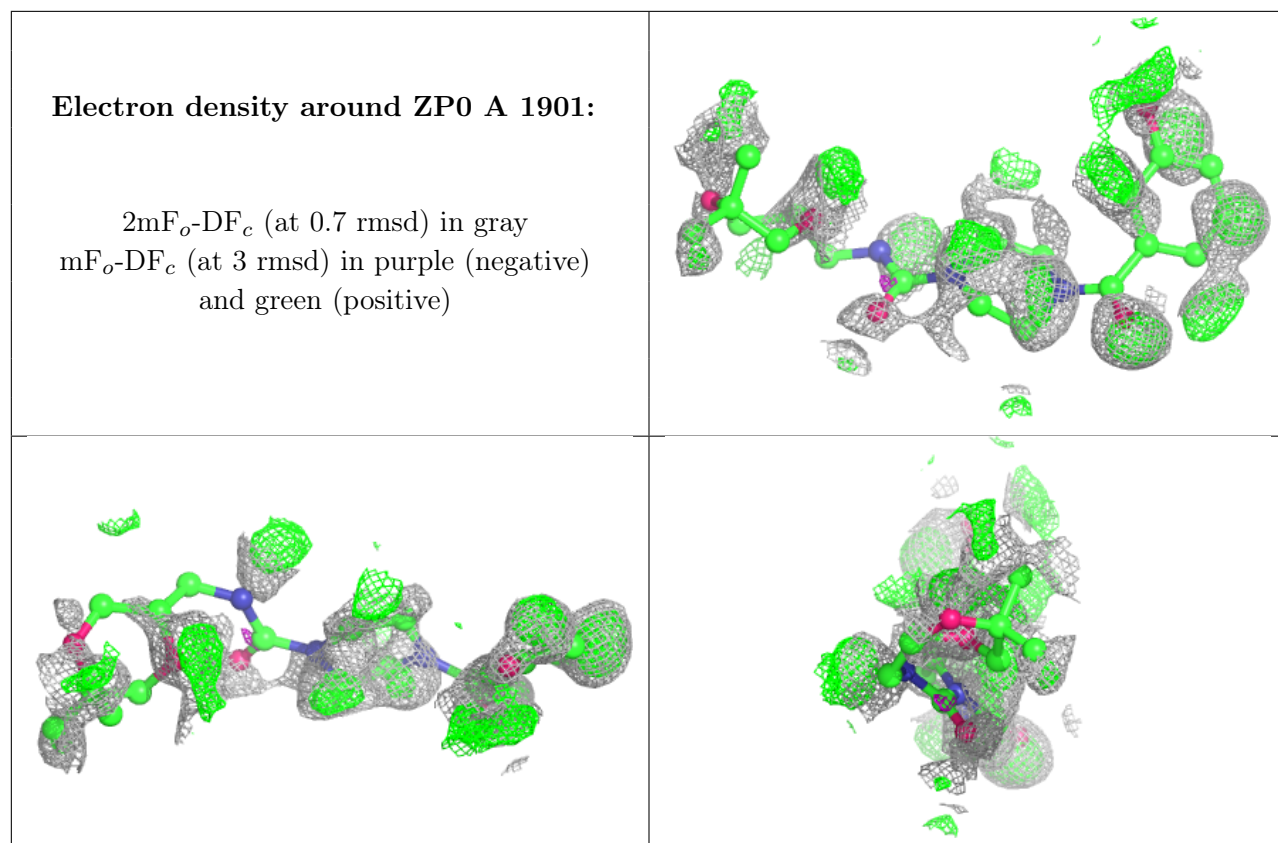 Electron density around ZP0 A 1901:
2mFₒ-DF𝒸 (at 0.7 rmsd) in gray
mFₒ-DF𝒸 (at 3 rmsd) in purple (negative)
and green (positive)